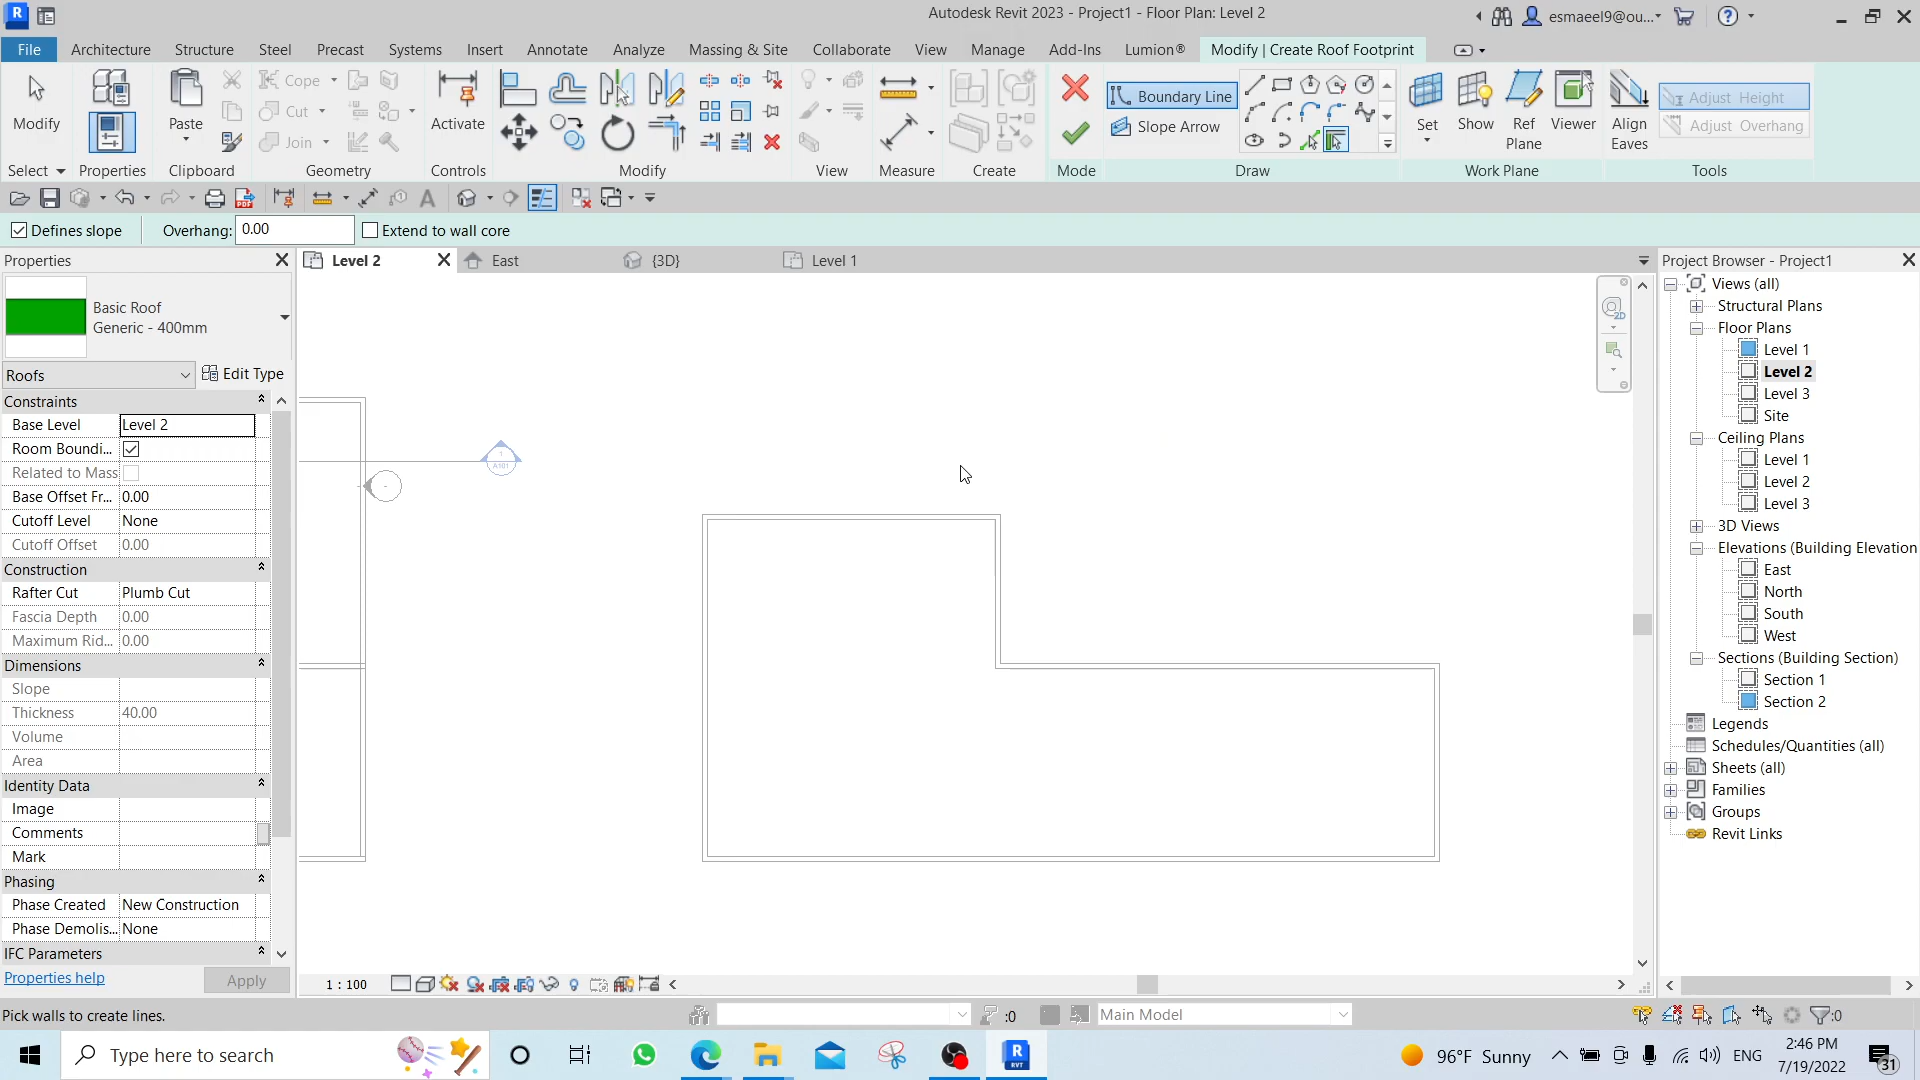 Autodesk Revit 2023 - Project1 - Floor Plan: Level 2
esmaeel9@ou...
File Architecture Structure Steel Precast Systems Insert Annotate Analyze Massing & Site Collaborate View Manage Add-Ins Lumion® Modify | Create Roof Footprint
Modify Paste Cope Cut Join Activate
Boundary Line
Slope Arrow
Set Show Ref Plane Viewer Align Eaves
Adjust Height
Adjust Overhang
Select Properties Clipboard Geometry Controls Modify View Measure Create Mode Draw Work Plane Tools
Defines slope Overhang: 0.00 Extend to wall core
Properties
Level 2 East {3D} Level 1
Project Browser - Project1
Basic Roof
Generic - 400mm
Roofs Edit Type
Constraints
Base Level Level 2
Room Boundi...
Related to Mass
Base Offset Fr... 0.00
Cutoff Level None
Cutoff Offset 0.00
Construction
Rafter Cut Plumb Cut
Fascia Depth 0.00
Maximum Rid... 0.00
Dimensions
Slope
Thickness 40.00
Volume
Area
Identity Data
Image
Comments
Mark
Phasing
Phase Created New Construction
Phase Demolis... None
IFC Parameters
Properties help Apply
1
A101
2D
Views (all)
Structural Plans
Floor Plans
Level 1
Level 2
Level 3
Site
Ceiling Plans
Level 1
Level 2
Level 3
3D Views
Elevations (Building Elevation
East
North
South
West
Sections (Building Section)
Section 1
Section 2
Legends
Schedules/Quantities (all)
Sheets (all)
Families
Groups
Revit Links
1 : 100
Pick walls to create lines. :0 Main Model :0
Type here to search
96°F Sunny ENG
2:46 PM
7/19/2022
31